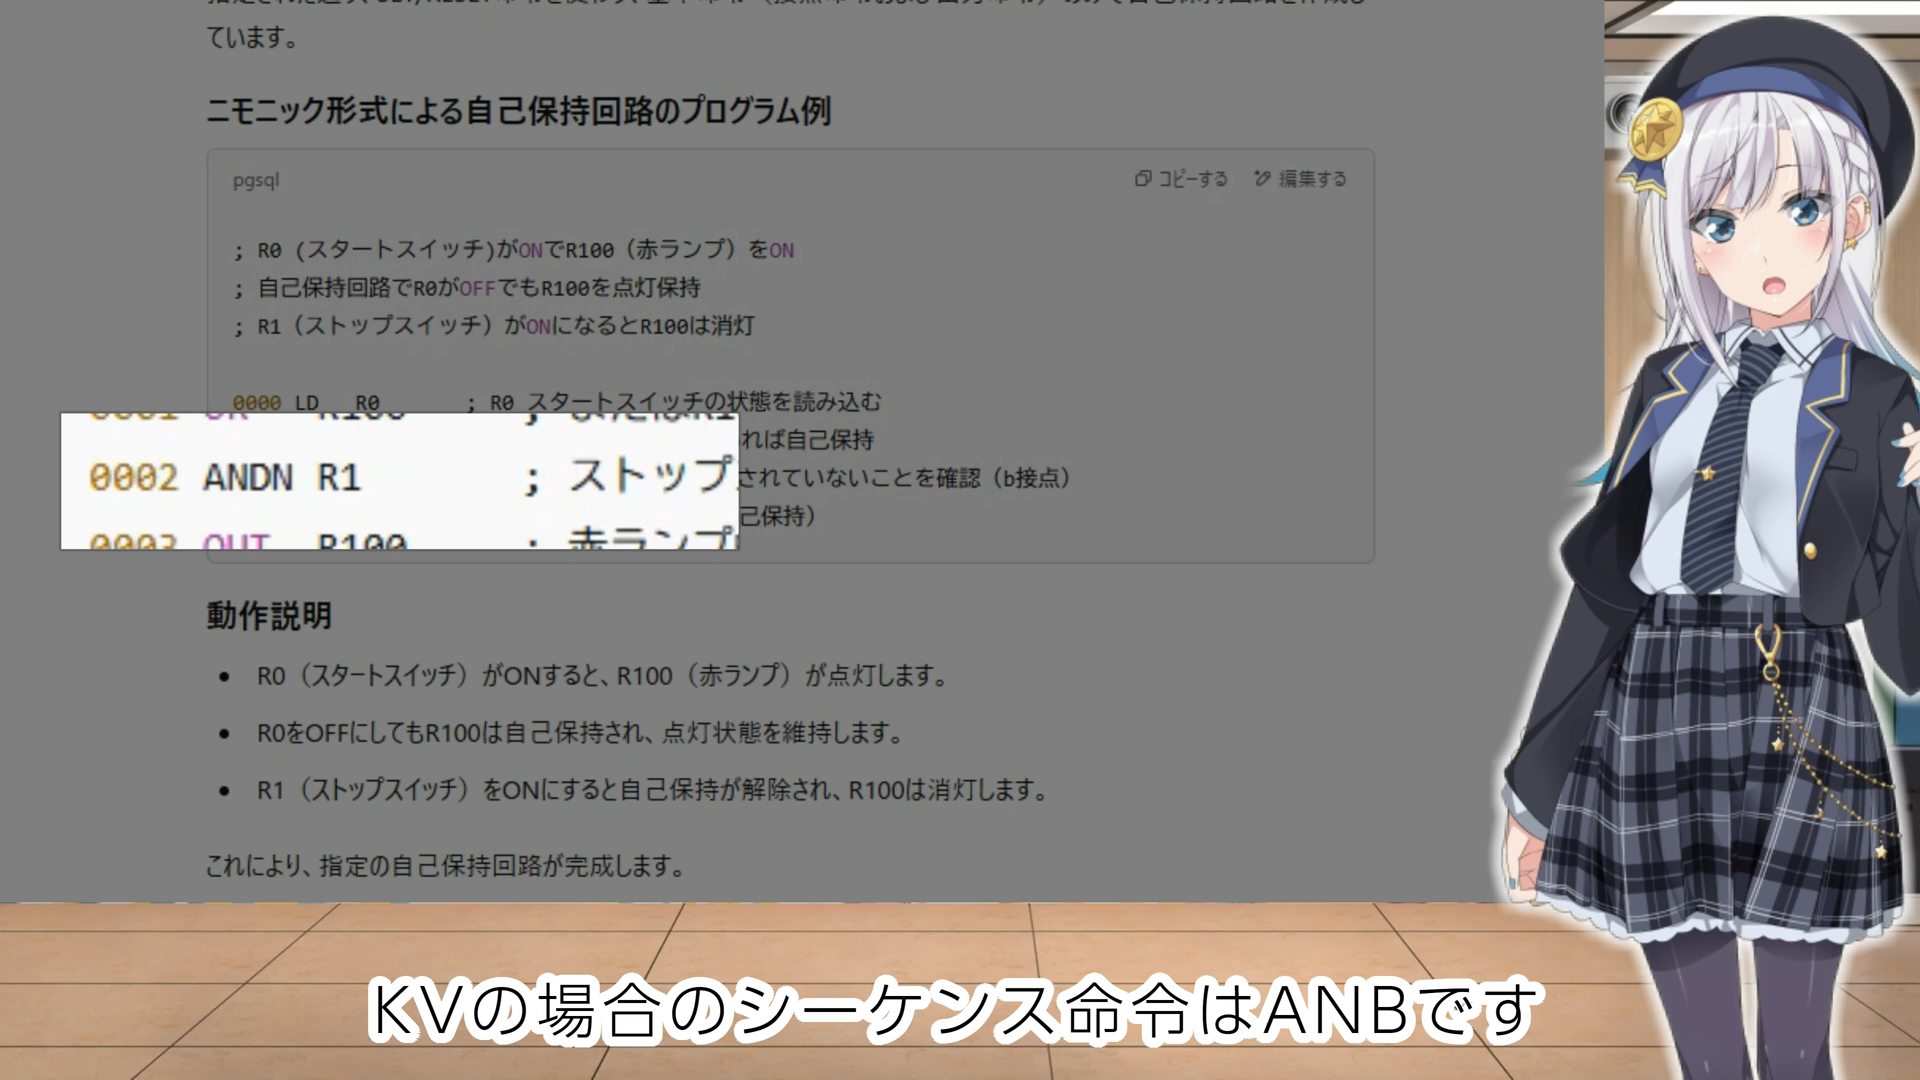 ています。
ニモニック形式による自己保持回路のプログラム例
pgsql
コピーする 編集する
; R0 (スタートスイッチ)がONでR100（赤ランプ）をON
; 自己保持回路でR0がOFFでもR100を点灯保持
; R1（ストップスイッチ）がONになるとR100は消灯
0000 LD R0 ; R0 スタートスイッチの状態を読み込む
れば自己保持
0002 ANDN R1 ; ストップ
されていないことを確認（b接点）
0003 OUT R100 ; 赤ランプ
己保持）
動作説明
• R0（スタートスイッチ）がONすると、R100（赤ランプ）が点灯します。
• R0をOFFにしてもR100は自己保持され、点灯状態を維持します。
• R1（ストップスイッチ）をONにすると自己保持が解除され、R100は消灯します。
これにより、指定の自己保持回路が完成します。
KVの場合のシーケンス命令はANBです